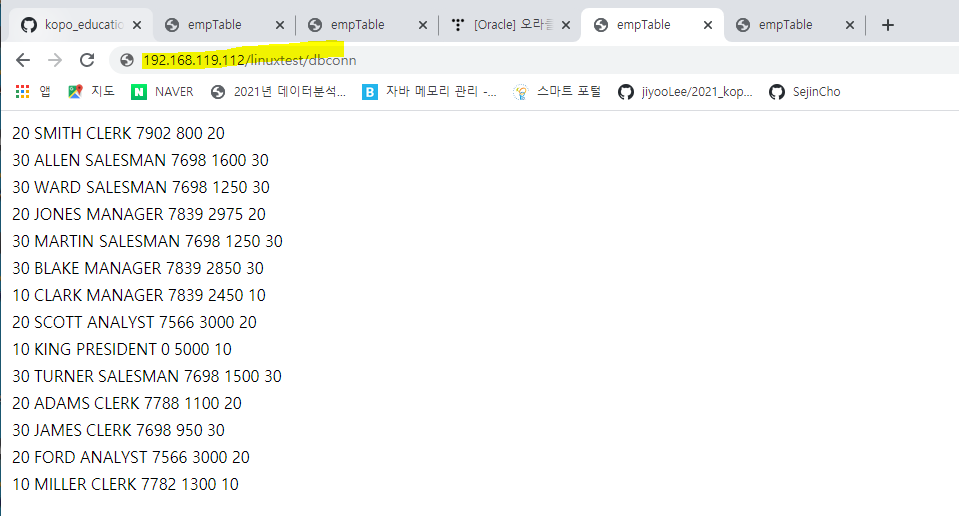 kopo_educatio
empTable
empTable
[Oracle] 오라클
empTable
empTable
192.168.119.112/linuxtest/dbconn
앱
지도
NAVER
2021년 데이터분석...
자바 메모리 관리 -...
스마트 포털
jiyooLee/2021_kop...
SejinCho
20 SMITH CLERK 7902 800 20
30 ALLEN SALESMAN 7698 1600 30
30 WARD SALESMAN 7698 1250 30
20 JONES MANAGER 7839 2975 20
30 MARTIN SALESMAN 7698 1250 30
30 BLAKE MANAGER 7839 2850 30
10 CLARK MANAGER 7839 2450 10
20 SCOTT ANALYST 7566 3000 20
10 KING PRESIDENT 0 5000 10
30 TURNER SALESMAN 7698 1500 30
20 ADAMS CLERK 7788 1100 20
30 JAMES CLERK 7698 950 30
20 FORD ANALYST 7566 3000 20
10 MILLER CLERK 7782 1300 10